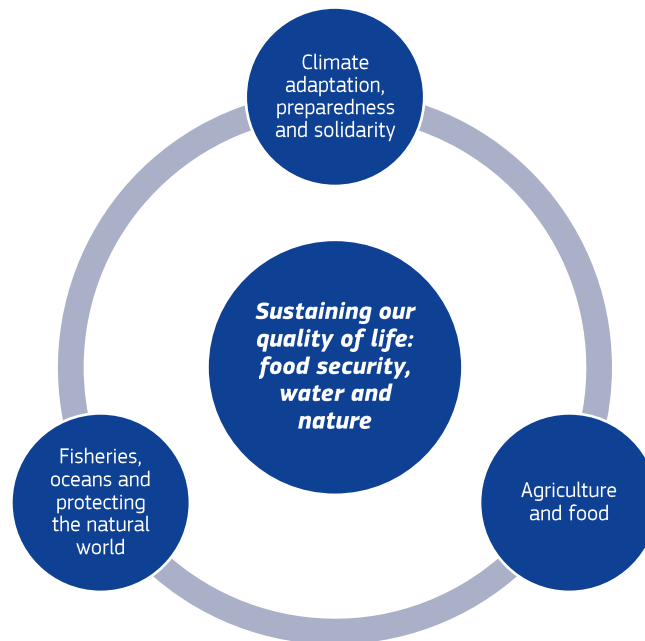 Climate
adaptation,
preparedness
and solidarity
Sustaining our
quality of life:
food security,
water and
nature
Fisheries,
oceans and
protecting
the natural
world
Agriculture
and food